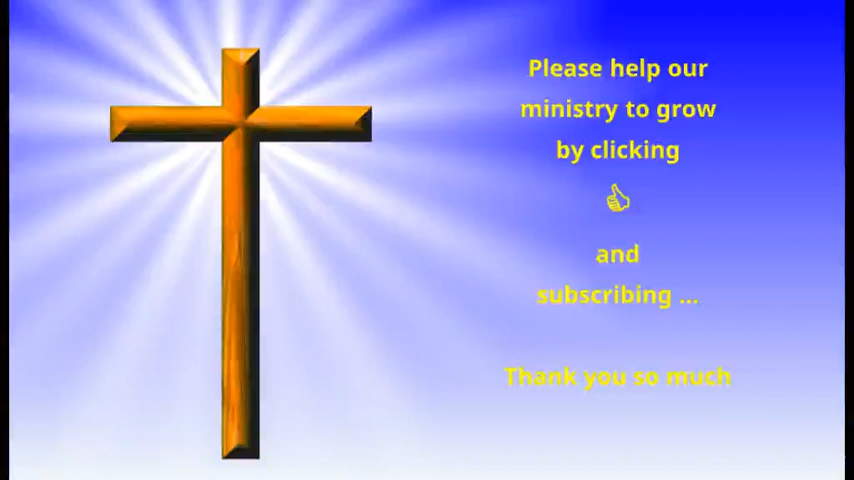 Please help our
ministry to grow
by clicking
👍
and
subscribing ...
Thank you so much